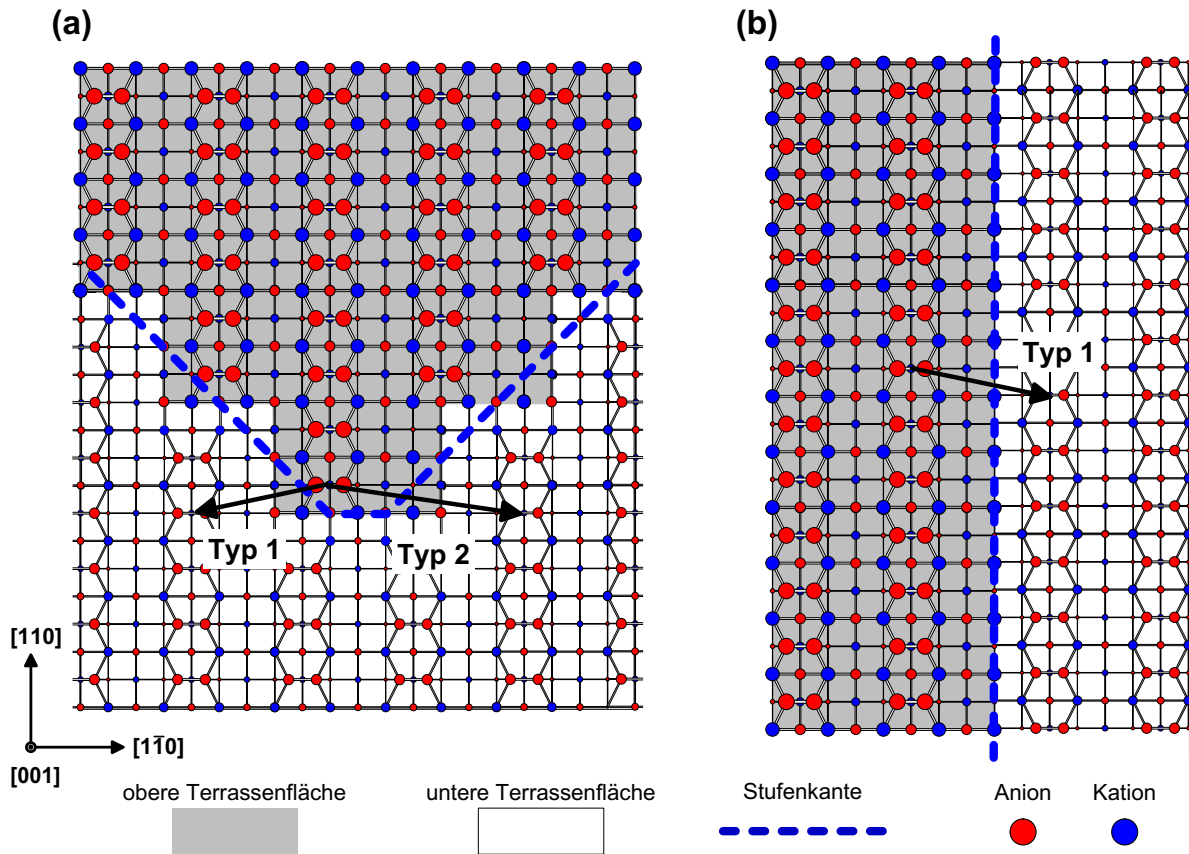 (a)
(b)
Typ 1
Typ 1
Typ 2
[110]
[11̄0]
[001]
obere Terrassenfläche
untere Terrassenfläche
Stufenkante
Anion
Kation